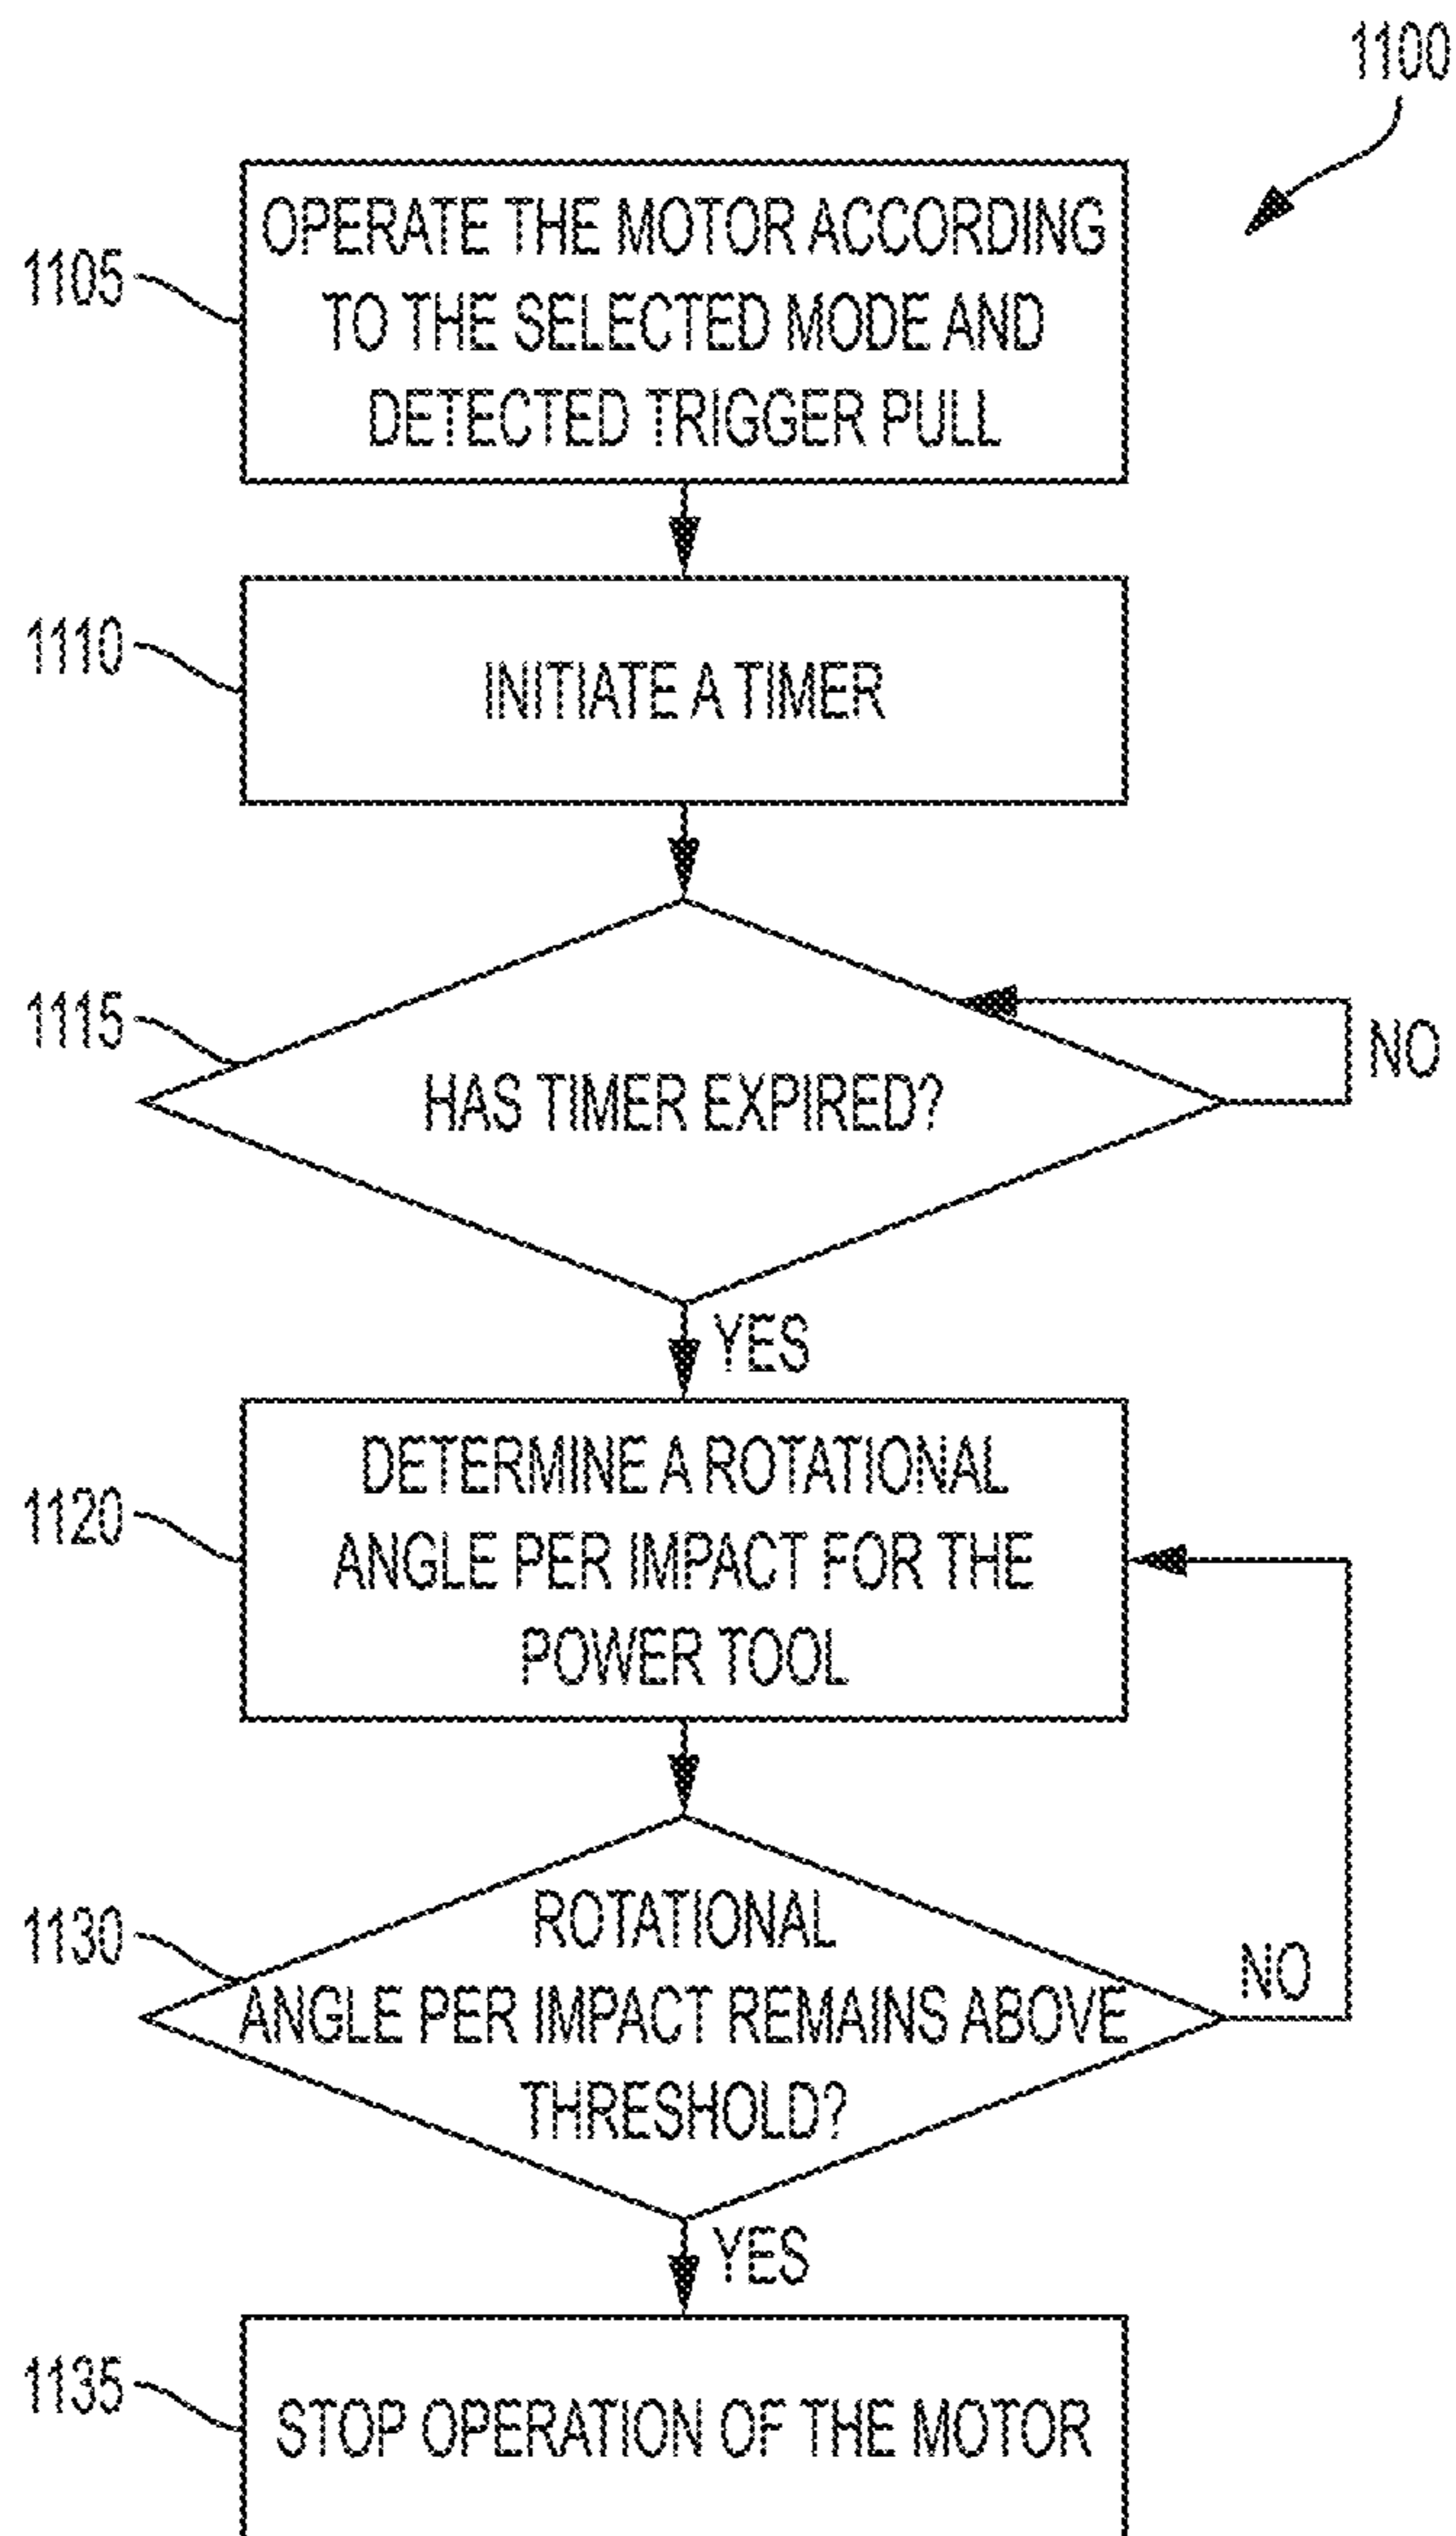 1100
1105
OPERATE THE MOTOR ACCORDING
TO THE SELECTED MODE AND
DETECTED TRIGGER PULL
1110
INITIATE A TIMER
1115
HAS TIMER EXPIRED?
NO
YES
1120
DETERMINE A ROTATIONAL
ANGLE PER IMPACT FOR THE
POWER TOOL
1130
ROTATIONAL
ANGLE PER IMPACT REMAINS ABOVE
THRESHOLD?
NO
YES
1135
STOP OPERATION OF THE MOTOR